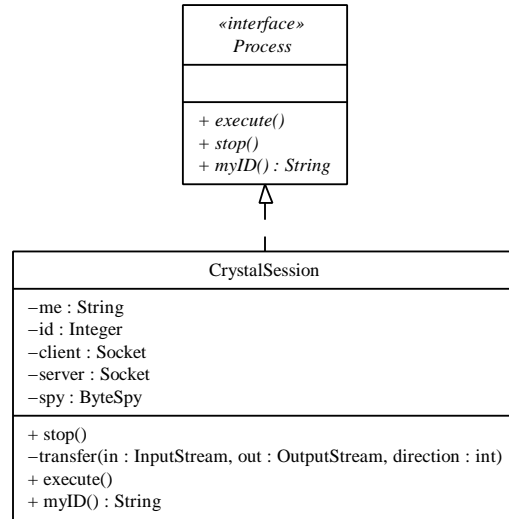 «interface»
Process
+ execute()
+ stop()
+ myID() : String
CrystalSession
−me : String
−id : Integer
−client : Socket
−server : Socket
−spy : ByteSpy
+ stop()
−transfer(in : InputStream, out : OutputStream, direction : int)
+ execute()
+ myID() : String